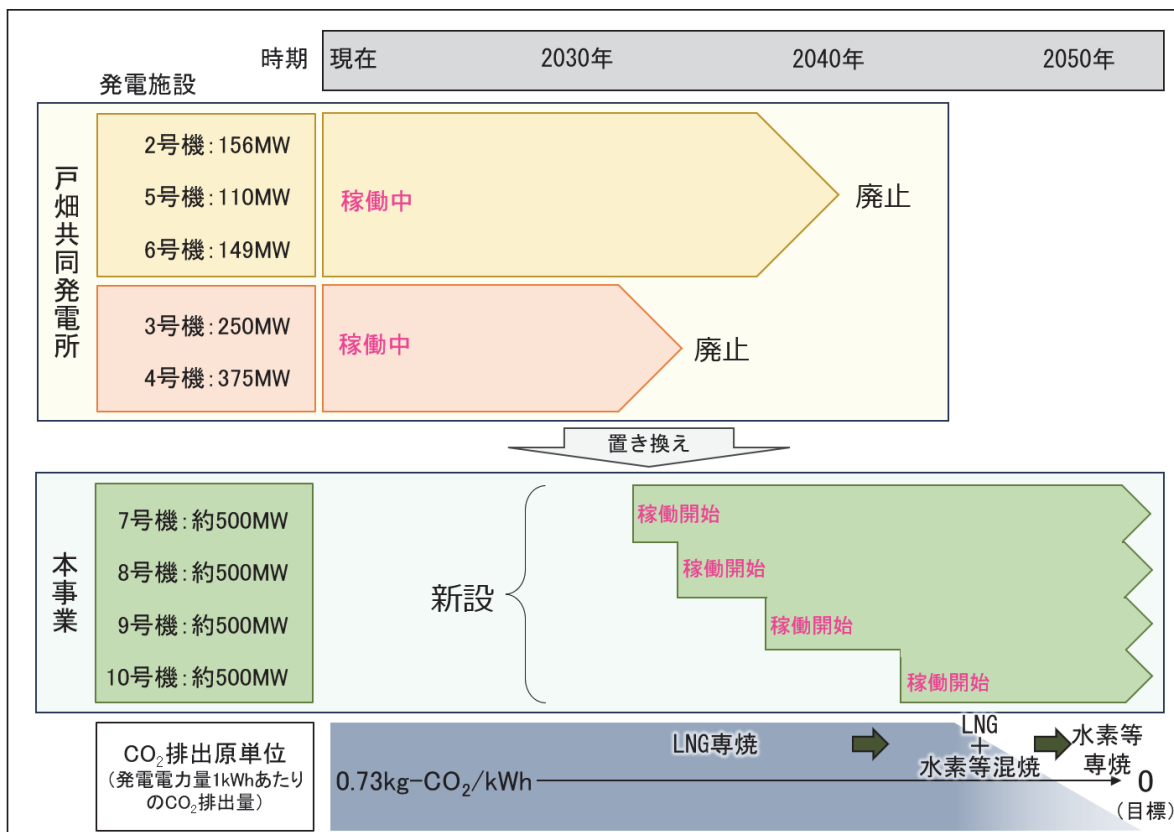 時期 現在 2030年 2040年 2050年
発電施設
戸畑共同発電所
2号機：156MW
5号機：110MW
6号機：149MW
稼働中
廃止
3号機：250MW
4号機：375MW
稼働中
廃止
置き換え
本事業
7号機：約500MW
8号機：約500MW
9号機：約500MW
10号機：約500MW
新設
稼働開始
稼働開始
稼働開始
稼働開始
CO₂排出原単位
（発電電力量1kWhあたり
のCO₂排出量）
0.73kg-CO₂/kWh
LNG専焼
LNG
＋
水素等混焼
水素等
専焼
0
（目標）